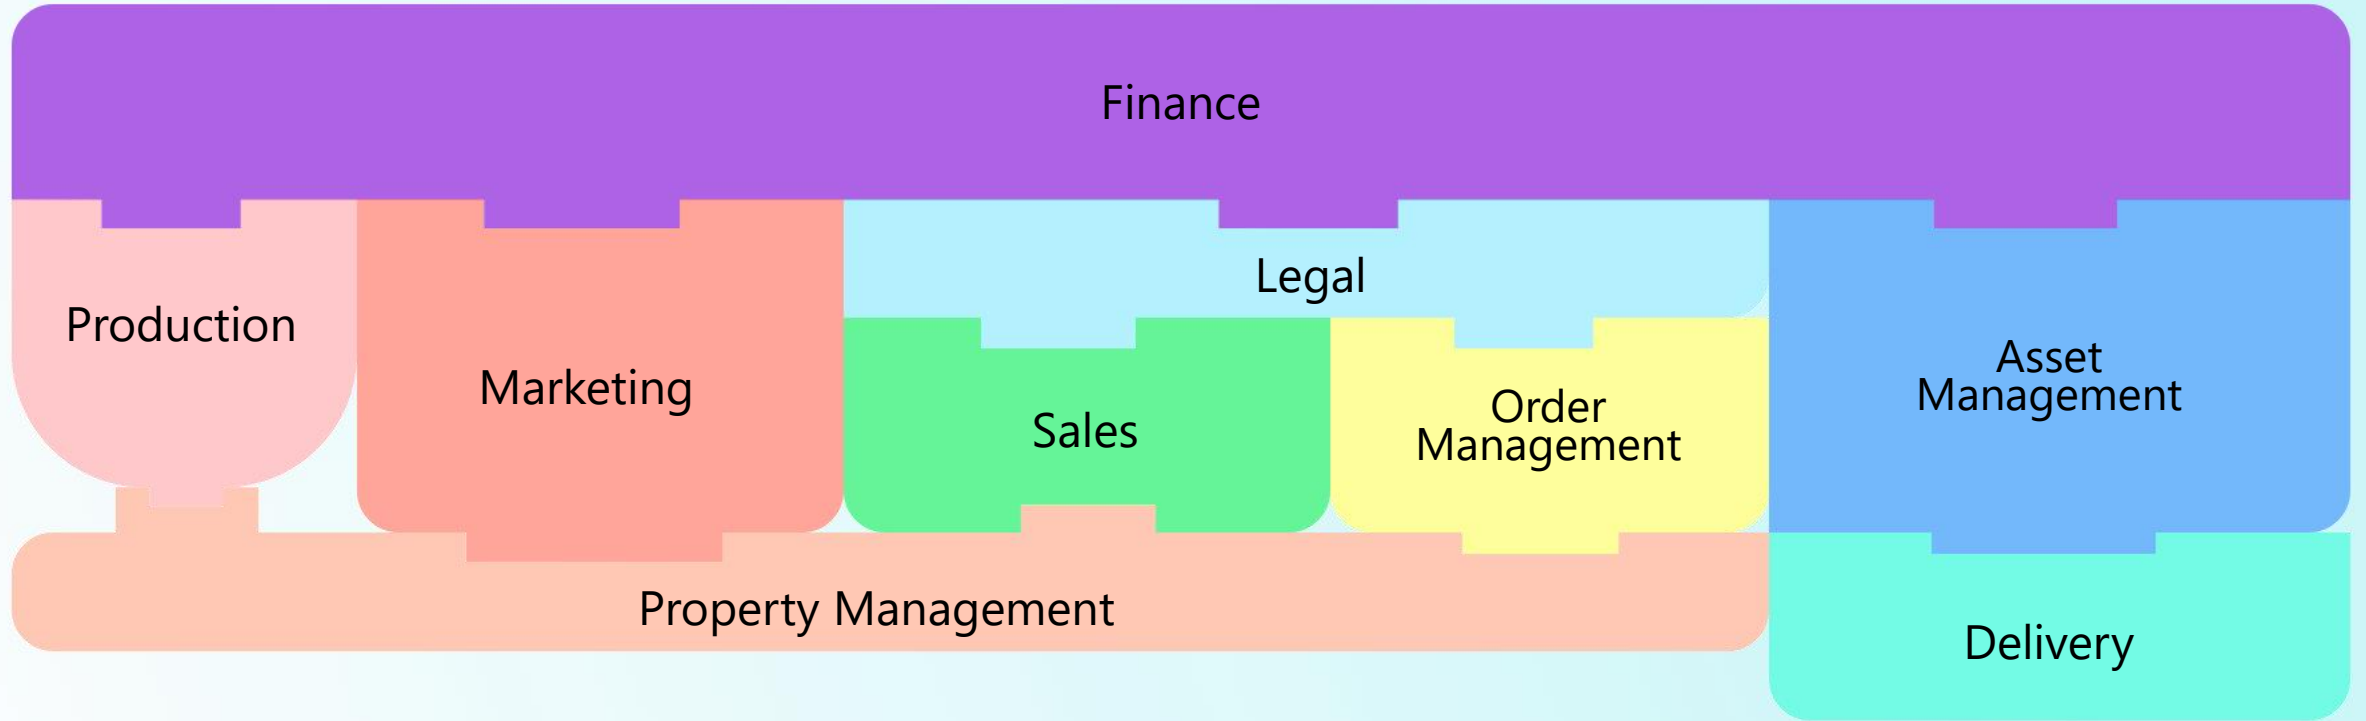 Finance
Legal
Production
Marketing
Sales
Order
Management
Asset
Management
Property Management
Delivery